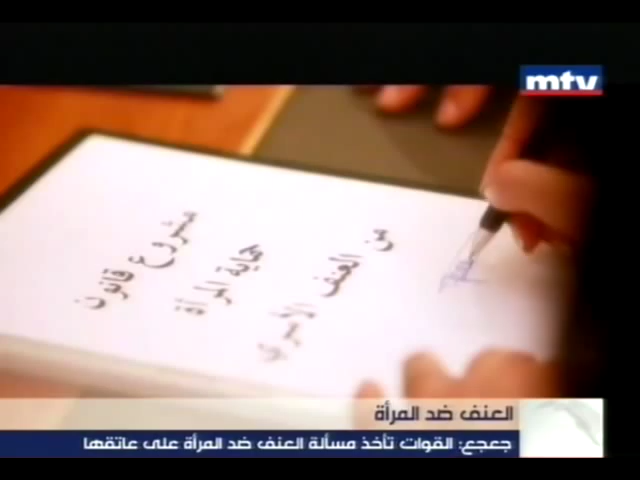 mtv
مشروع قانون
حماية المرأة
من العنف الأسري
العنف ضد المرأة
جعجع: القوات تأخذ مسألة العنف ضد المرأة على عاتقها